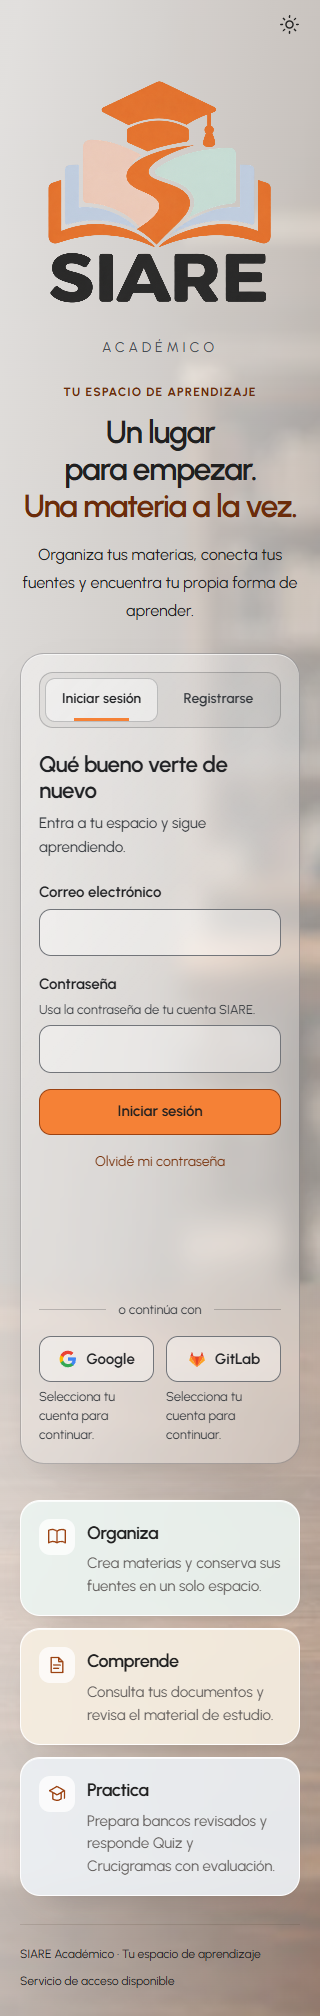 SIARE
ACADÉMICO
TU ESPACIO DE APRENDIZAJE
Un lugar
para empezar.
Una materia a la vez.
Organiza tus materias, conecta tus
fuentes y encuentra tu propia forma de
aprender.
Iniciar sesión
Registrarse
Qué bueno verte de
nuevo
Entra a tu espacio y sigue
aprendiendo.
Correo electrónico
Contraseña
Usa la contraseña de tu cuenta SIARE.
Iniciar sesión
Olvidé mi contraseña
o continúa con
Google
GitLab
Selecciona tu
cuenta para
continuar.
Selecciona tu
cuenta para
continuar.
Organiza
Crea materias y conserva sus
fuentes en un solo espacio.
Comprende
Consulta tus documentos y
revisa el material de estudio.
Practica
Prepara bancos revisados y
responde Quiz y
Crucigramas con evaluación.
SIARE Académico · Tu espacio de aprendizaje
Servicio de acceso disponible